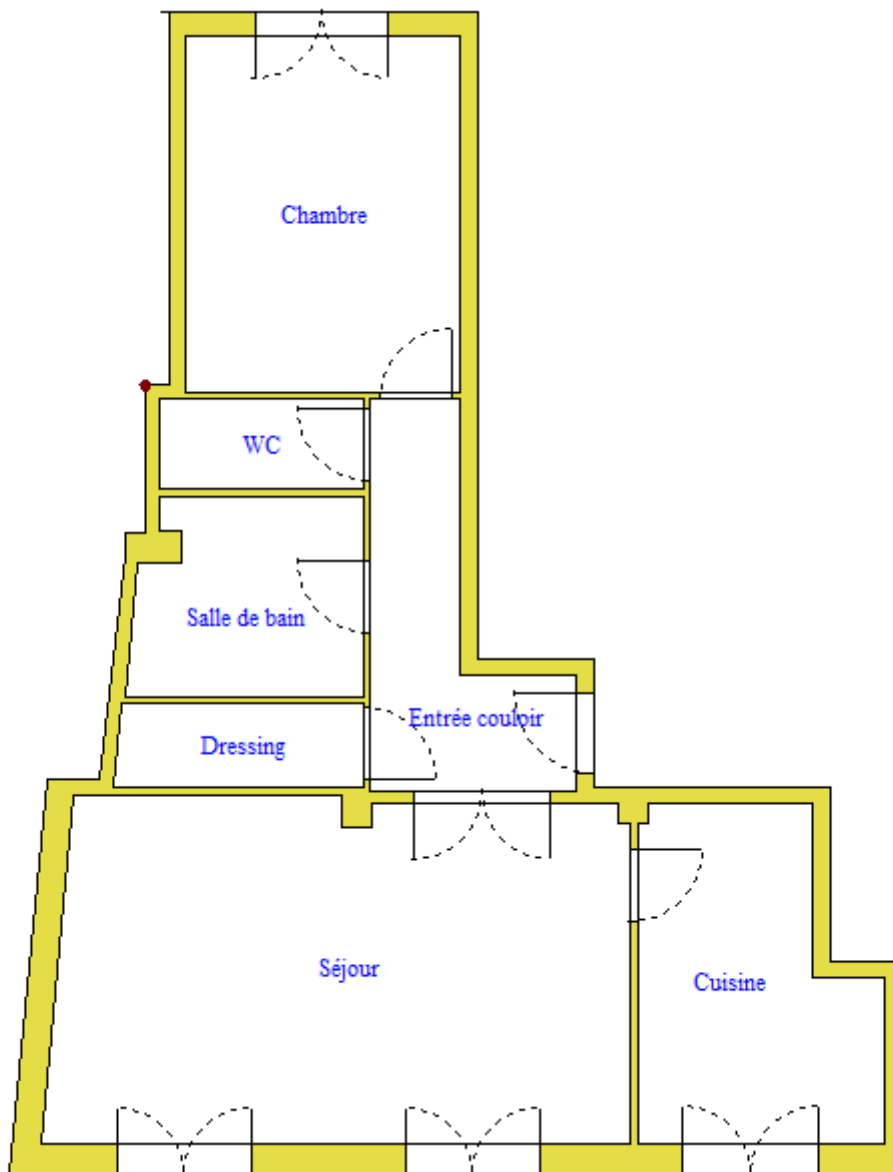 Chambre
WC
Salle de bain
Entrée couloir
Dressing
Séjour
Cuisine